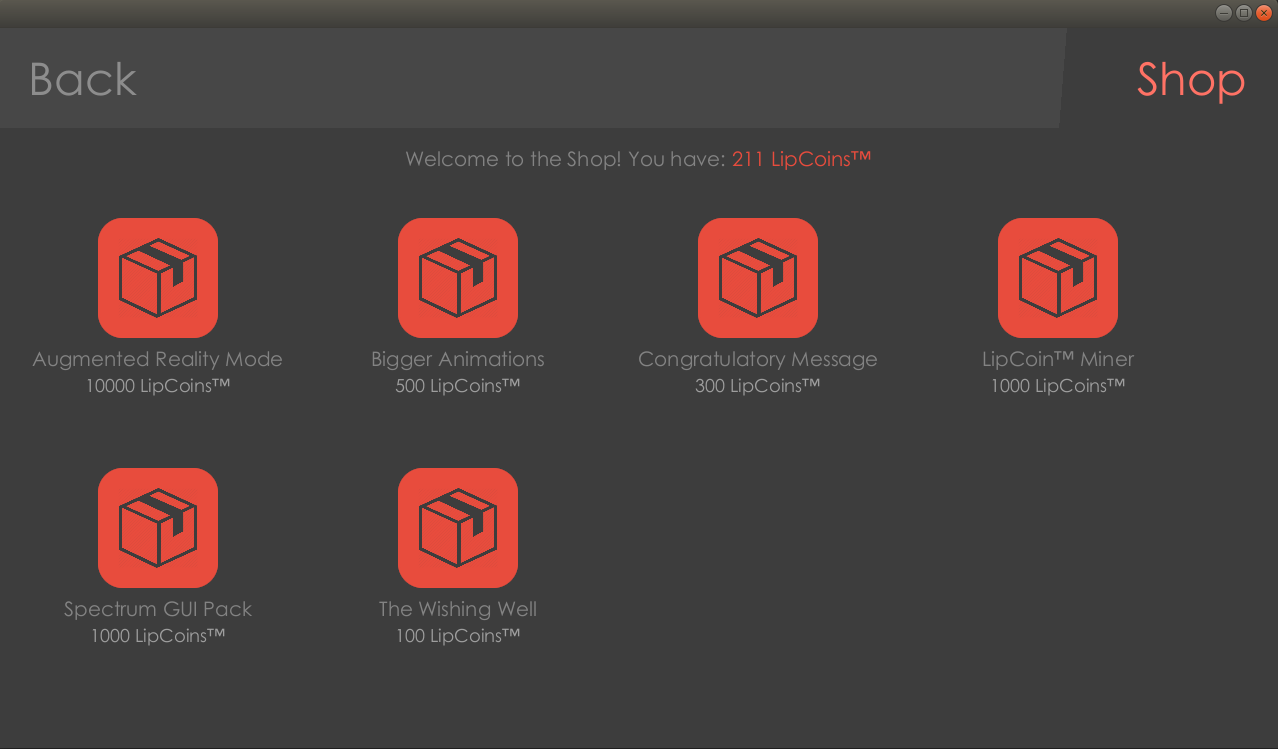 Back
Shop
Welcome to the Shop! You have: 211 LipCoins™
Augmented Reality Mode
10000 LipCoins™
Bigger Animations
500 LipCoins™
Congratulatory Message
300 LipCoins™
LipCoin™ Miner
1000 LipCoins™
Spectrum GUI Pack
1000 LipCoins™
The Wishing Well
100 LipCoins™